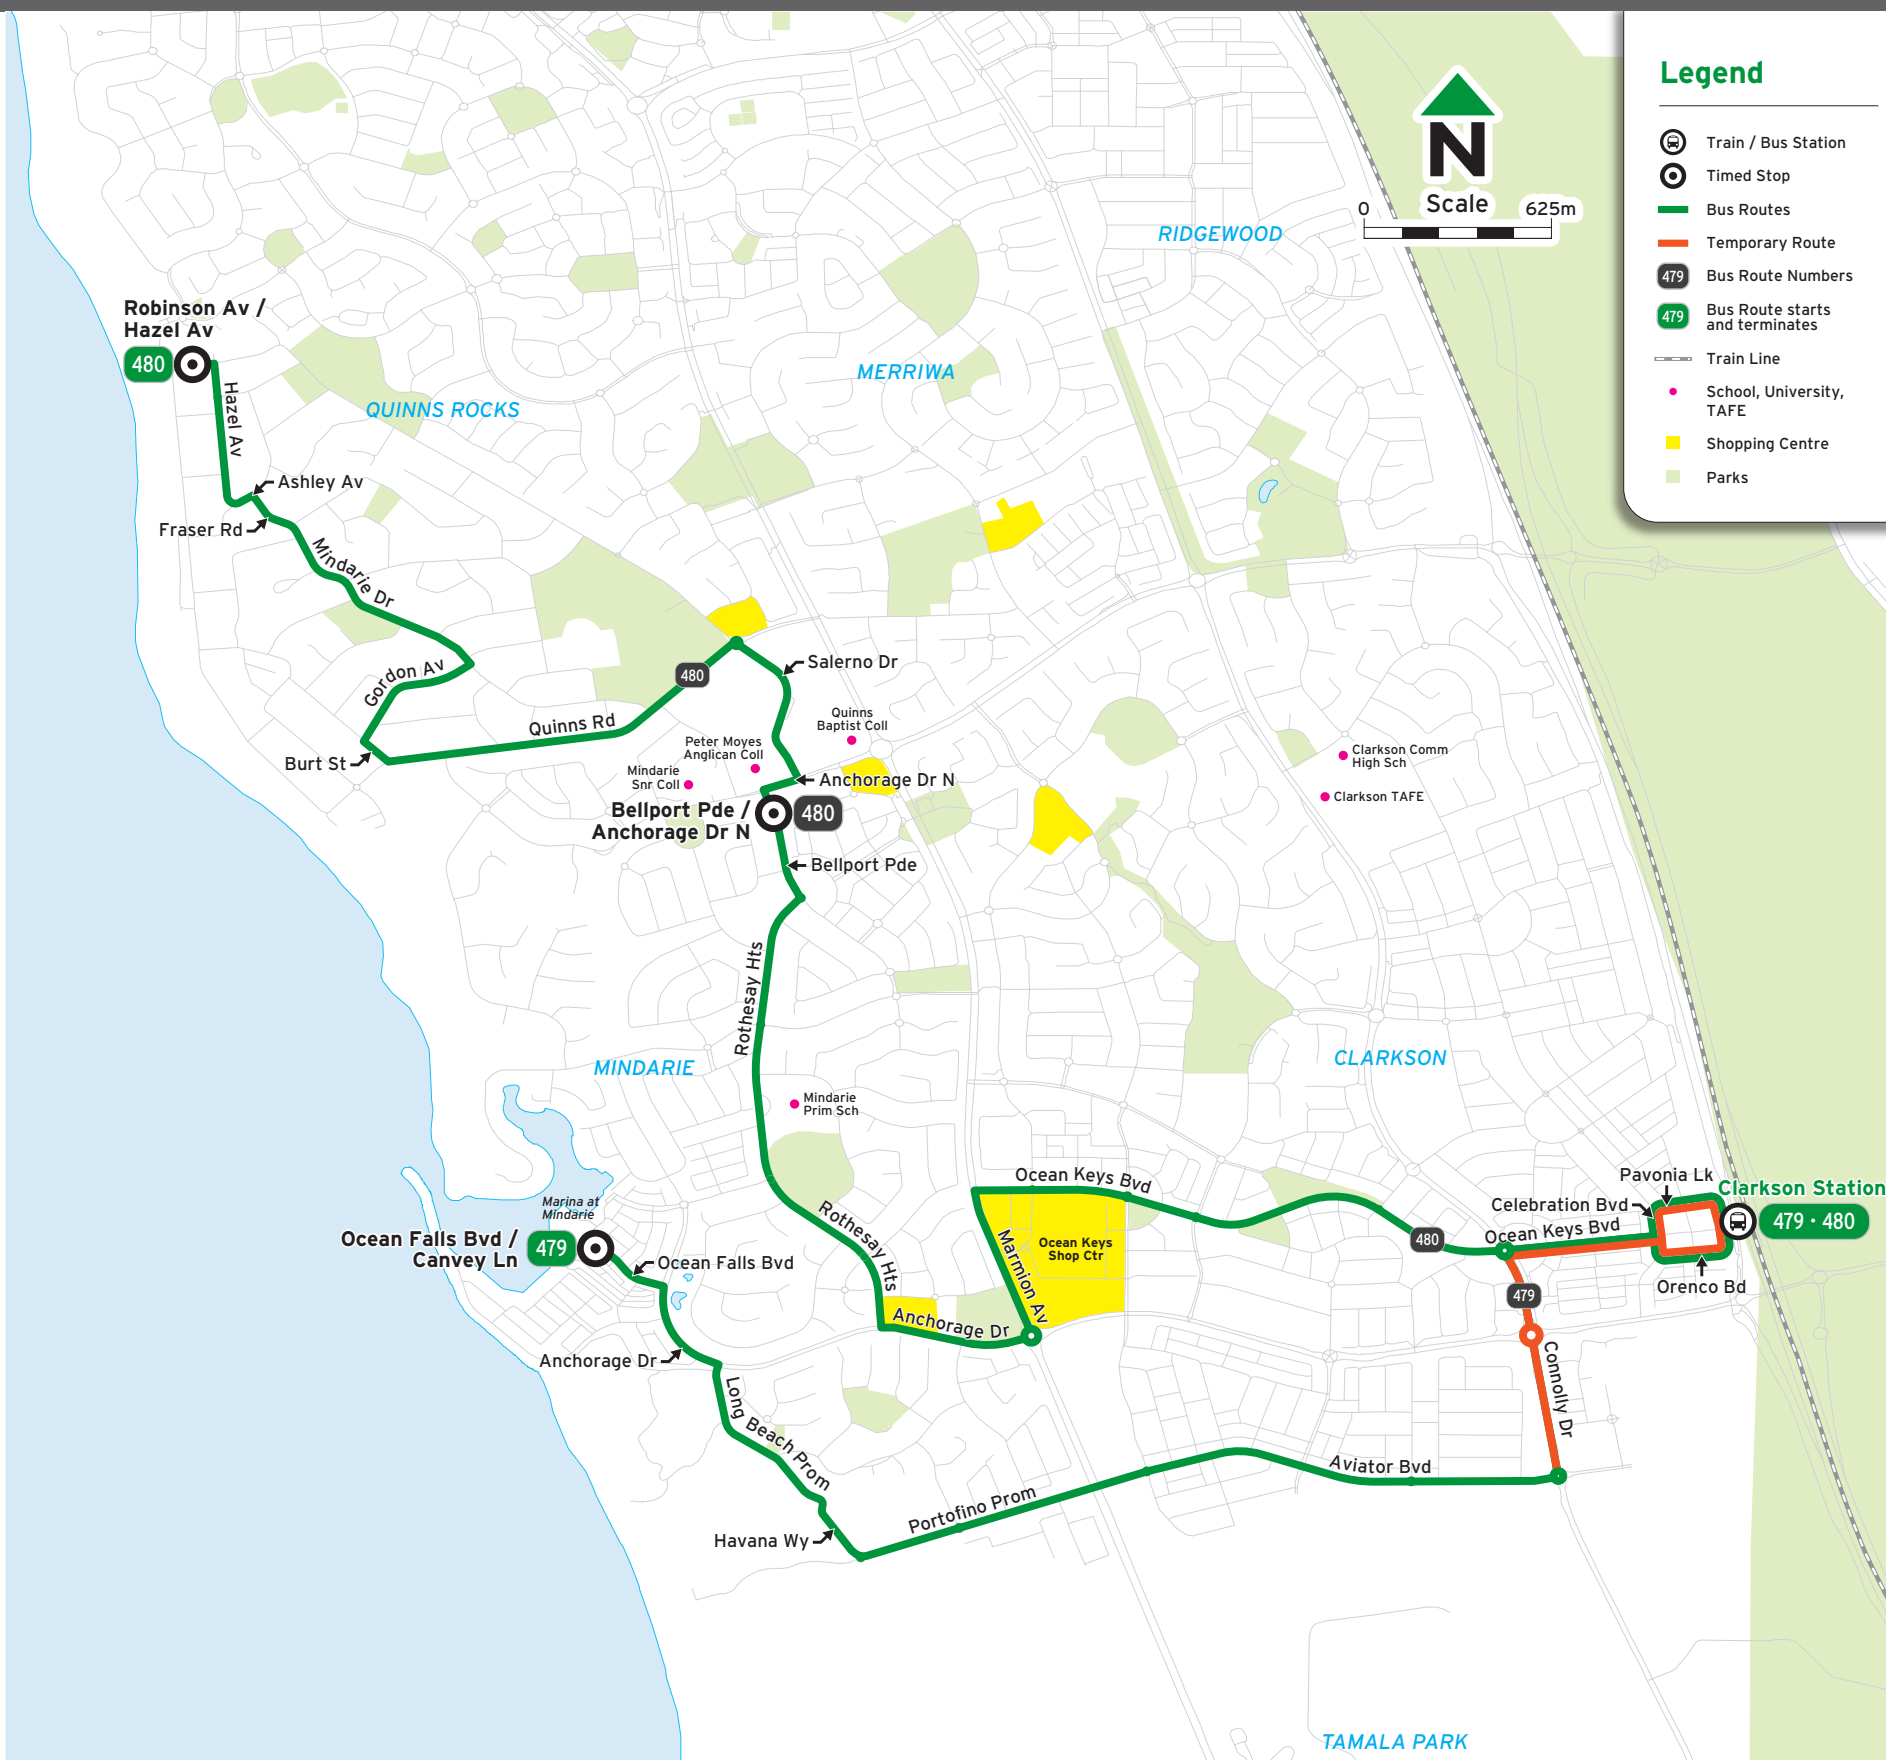 Legend
Train / Bus Station
Timed Stop
Bus Routes
Temporary Route
479
Bus Route Numbers
479
Bus Route starts
and terminates
Train Line
School, University,
TAFE
Shopping Centre
Parks
N
Scale
0
625m
RIDGEWOOD
MERRIWA
QUINNS ROCKS
Robinson Av /
Hazel Av
480
Hazel Av
Ashley Av
Fraser Rd
Mindarie Dr
Gordon Av
Burt St
Quinns Rd
480
Salerno Dr
Quinns
Baptist Coll
Peter Moyes
Anglican Coll
Mindarie
Snr Coll
Anchorage Dr N
Bellport Pde /
Anchorage Dr N
480
Bellport Pde
Clarkson Comm
High Sch
Clarkson TAFE
Rothesay Hts
MINDARIE
CLARKSON
Mindarie
Prim Sch
Marina at
Mindarie
Ocean Falls Bvd /
Canvey Ln
479
Ocean Falls Bvd
Rothesay Hts
Anchorage Dr
Marmion Av
Ocean Keys Bvd
Ocean Keys
Shop Ctr
480
Ocean Keys Bvd
Celebration Bvd
Pavonia Lk
Clarkson Station
479 · 480
Orenco Bd
479
Connolly Dr
Anchorage Dr
Long Beach Prom
Havana Wy
Portofino Prom
Aviator Bvd
TAMALA PARK